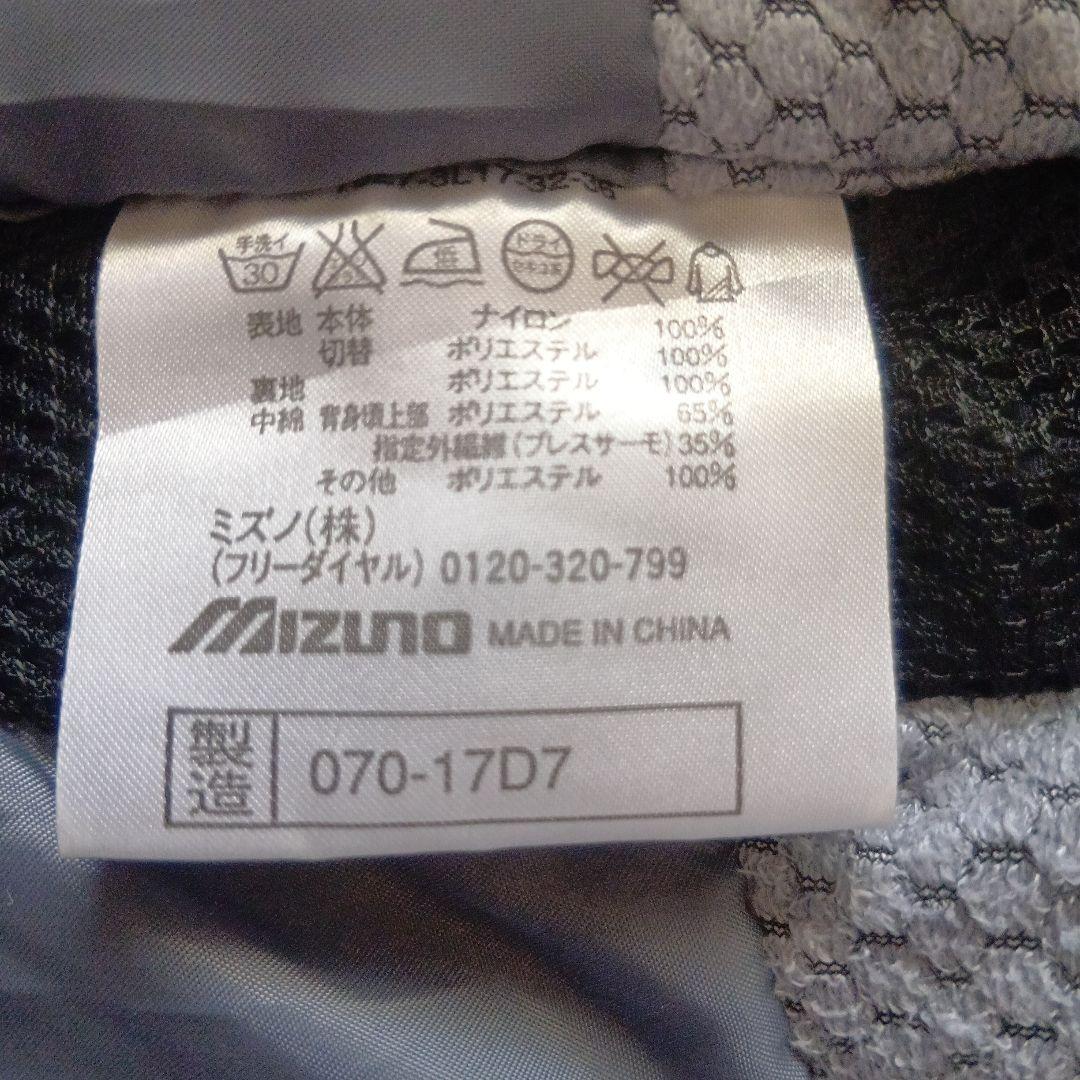 手洗イ 30 低 ドライ セキユ系
表地 本体 ナイロン 100%
切替 ポリエステル 100%
裏地 ポリエステル 100%
中綿 背身頃上部 ポリエステル 65%
指定外繊維(ブレスサーモ)35%
その他 ポリエステル 100%
ミズノ(株)
(フリーダイヤル) 0120-320-799
MIZUNO MADE IN CHINA
製造 070-17D7